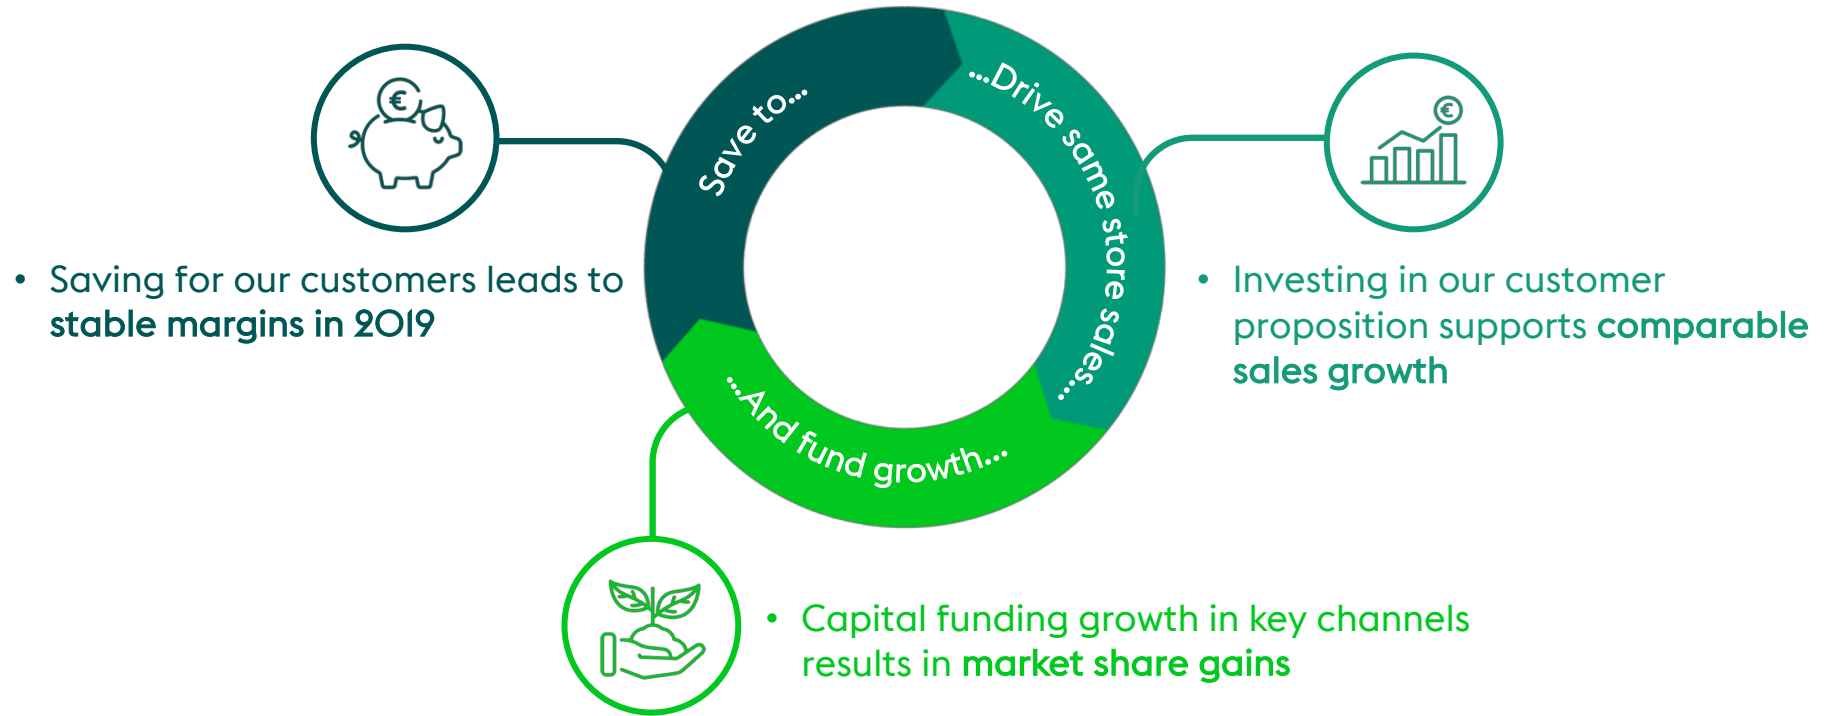 Save to...
...Drive same store sales...
...And fund growth...
€
€
• Saving for our customers leads to
stable margins in 2019
• Investing in our customer
proposition supports comparable
sales growth
• Capital funding growth in key channels
results in market share gains